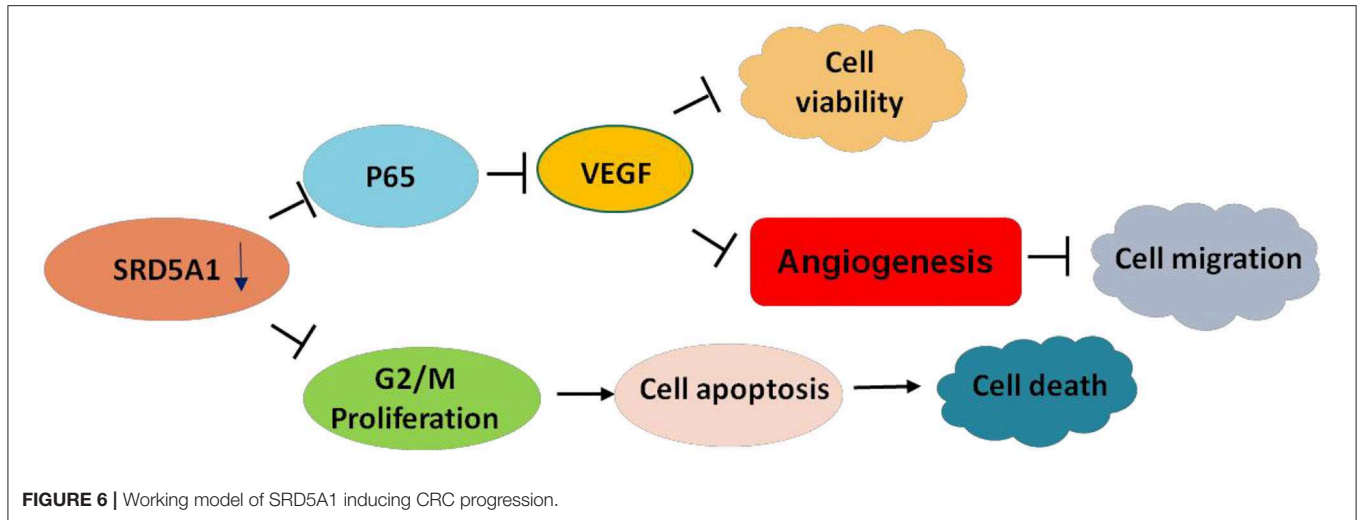 Cell
viability
P65
VEGF
SRD5A1
Angiogenesis
Cell migration
G2/M
Proliferation
Cell apoptosis
Cell death
FIGURE 6 | Working model of SRD5A1 inducing CRC progression.